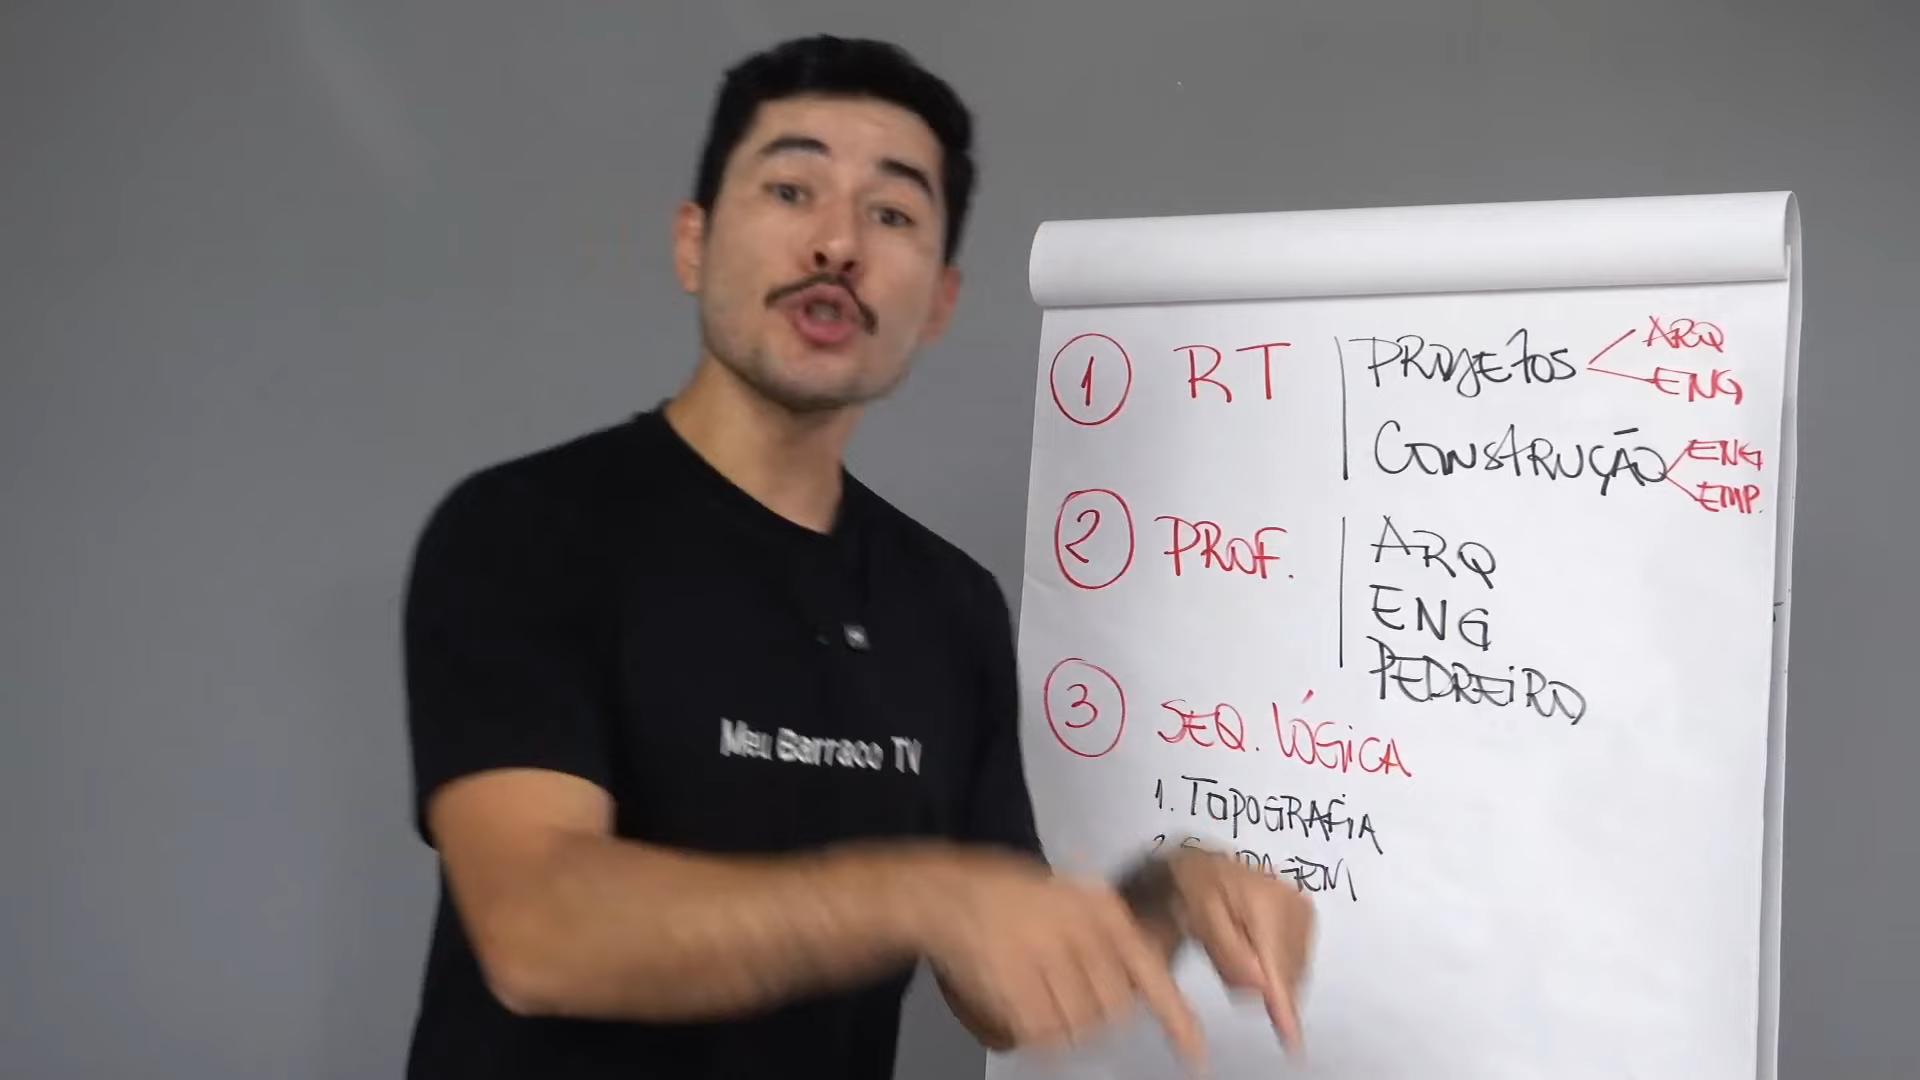 Meu Barraco TV
1 RT PROJETOS ARQ
ENG
CONSTRUÇÃO ENG
EMP.
2 PROF. ARQ
ENG
PEDREIRO
3 SEQ. LÓGICA
1. TOPOGRAFIA